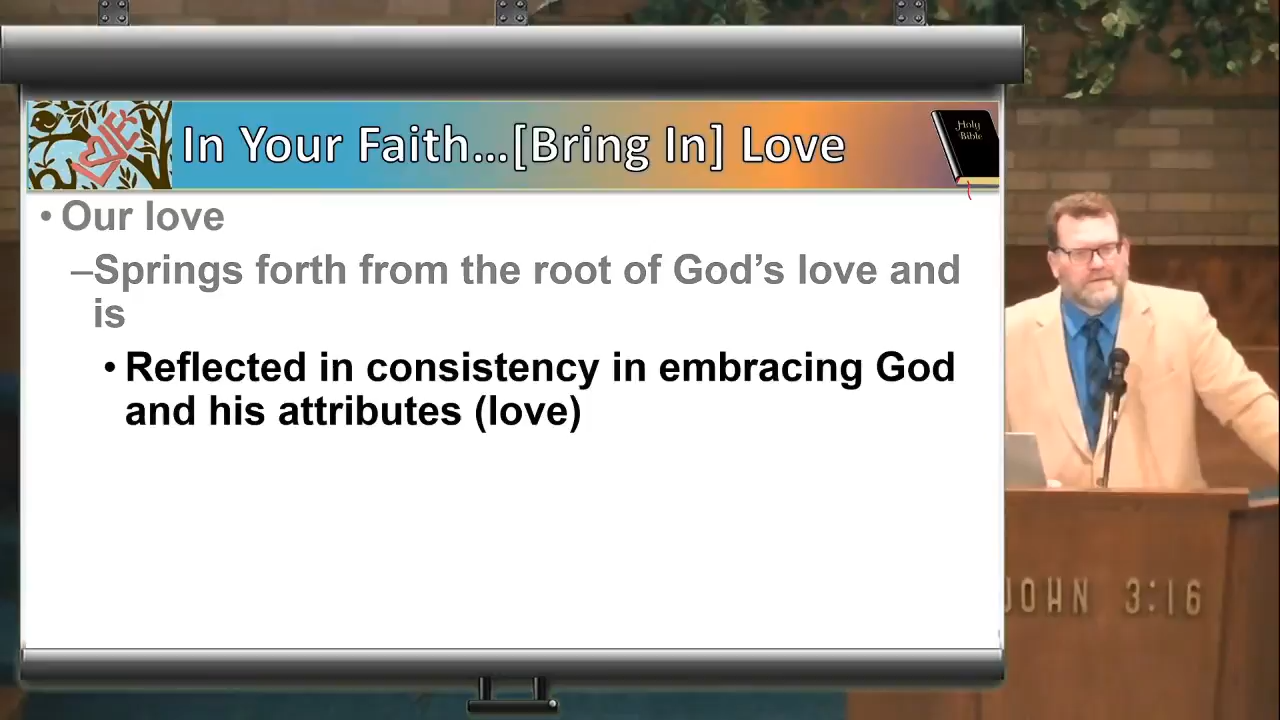 LOVE
In Your Faith...[Bring In] Love
Holy
Bible
• Our love
–Springs forth from the root of God's love and
is
• Reflected in consistency in embracing God
and his attributes (love)
JOHN 3:16